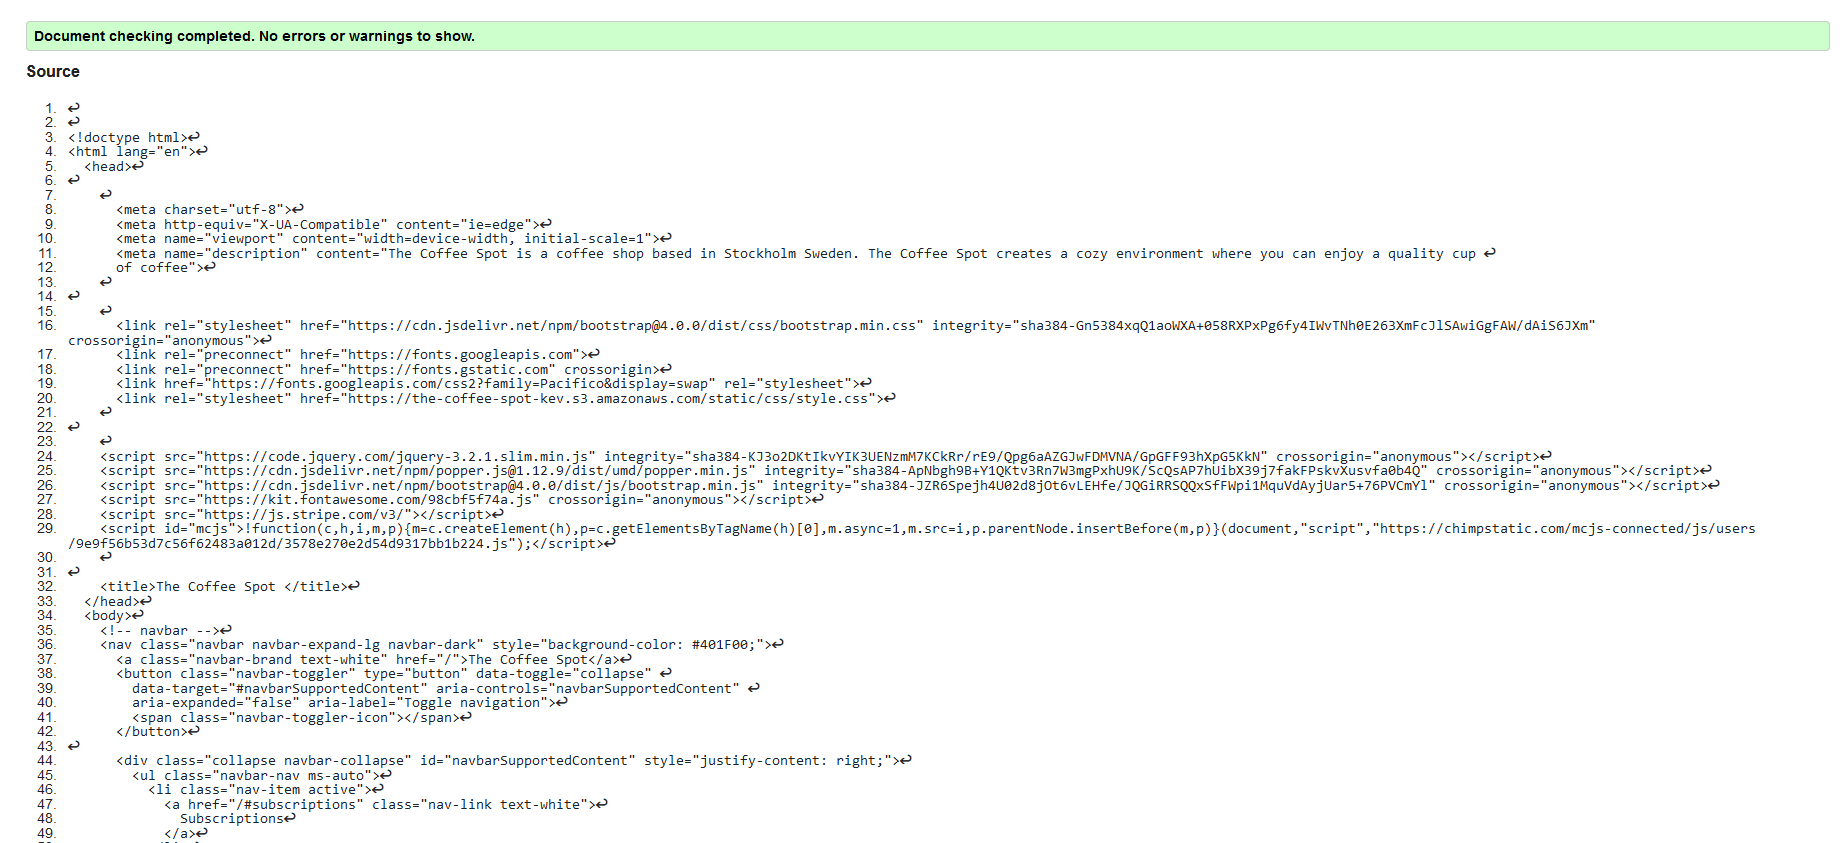 Document checking completed. No errors or warnings to show.
Source
1. ↩
2. ↩
3. <!doctype html>↩
4. <html lang="en">↩
5. <head>↩
6. ↩
7. ↩
8. <meta charset="utf-8">↩
9. <meta http-equiv="X-UA-Compatible" content="ie=edge">↩
10. <meta name="viewport" content="width=device-width, initial-scale=1">↩
11. <meta name="description" content="The Coffee Spot is a coffee shop based in Stockholm Sweden. The Coffee Spot creates a cozy environment where you can enjoy a quality cup ↩
12. of coffee">↩
13. ↩
14. ↩
15. ↩
16. <link rel="stylesheet" href="https://cdn.jsdelivr.net/npm/bootstrap@4.0.0/dist/css/bootstrap.min.css" integrity="sha384-Gn5384xqQ1aoWXA+058RXPxPg6fy4IWvTNh0E263XmFcJlSAwiGgFAW/dAiS6JXm"
crossorigin="anonymous">↩
17. <link rel="preconnect" href="https://fonts.googleapis.com">↩
18. <link rel="preconnect" href="https://fonts.gstatic.com" crossorigin>↩
19. <link href="https://fonts.googleapis.com/css2?family=Pacifico&display=swap" rel="stylesheet">↩
20. <link rel="stylesheet" href="https://the-coffee-spot-kev.s3.amazonaws.com/static/css/style.css">↩
21. ↩
22. ↩
23. ↩
24. <script src="https://code.jquery.com/jquery-3.2.1.slim.min.js" integrity="sha384-KJ3o2DKtIkvYIK3UENzmM7KCkRr/rE9/Qpg6aAZGJwFDMVNA/GpGFF93hXpG5KkN" crossorigin="anonymous"></script>↩
25. <script src="https://cdn.jsdelivr.net/npm/popper.js@1.12.9/dist/umd/popper.min.js" integrity="sha384-ApNbgh9B+Y1QKtv3Rn7W3mgPxhU9K/ScQsAP7hUibX39j7fakFPskvXusvfa0b4Q" crossorigin="anonymous"></script>↩
26. <script src="https://cdn.jsdelivr.net/npm/bootstrap@4.0.0/dist/js/bootstrap.min.js" integrity="sha384-JZR6Spejh4U02d8jOt6vLEHfe/JQGiRRSQQxSfFWpi1MquVdAyjUar5+76PVCmYl" crossorigin="anonymous"></script>↩
27. <script src="https://kit.fontawesome.com/98cbf5f74a.js" crossorigin="anonymous"></script>↩
28. <script src="https://js.stripe.com/v3/"></script>↩
29. <script id="mcjs">!function(c,h,i,m,p){m=c.createElement(h),p=c.getElementsByTagName(h)[0],m.async=1,m.src=i,p.parentNode.insertBefore(m,p)}(document,"script","https://chimpstatic.com/mcjs-connected/js/users
/9e9f56b53d7c56f62483a012d/3578e270e2d54d9317bb1b224.js");</script>↩
30. ↩
31. ↩
32. <title>The Coffee Spot </title>↩
33. </head>↩
34. <body>↩
35. <!-- navbar -->↩
36. <nav class="navbar navbar-expand-lg navbar-dark" style="background-color: #401F00;">↩
37. <a class="navbar-brand text-white" href="/">The Coffee Spot</a>↩
38. <button class="navbar-toggler" type="button" data-toggle="collapse" ↩
39. data-target="#navbarSupportedContent" aria-controls="navbarSupportedContent" ↩
40. aria-expanded="false" aria-label="Toggle navigation">↩
41. <span class="navbar-toggler-icon"></span>↩
42. </button>↩
43. ↩
44. <div class="collapse navbar-collapse" id="navbarSupportedContent" style="justify-content: right;">↩
45. <ul class="navbar-nav ms-auto">↩
46. <li class="nav-item active">↩
47. <a href="/#subscriptions" class="nav-link text-white">↩
48. Subscriptions↩
49. </a>↩